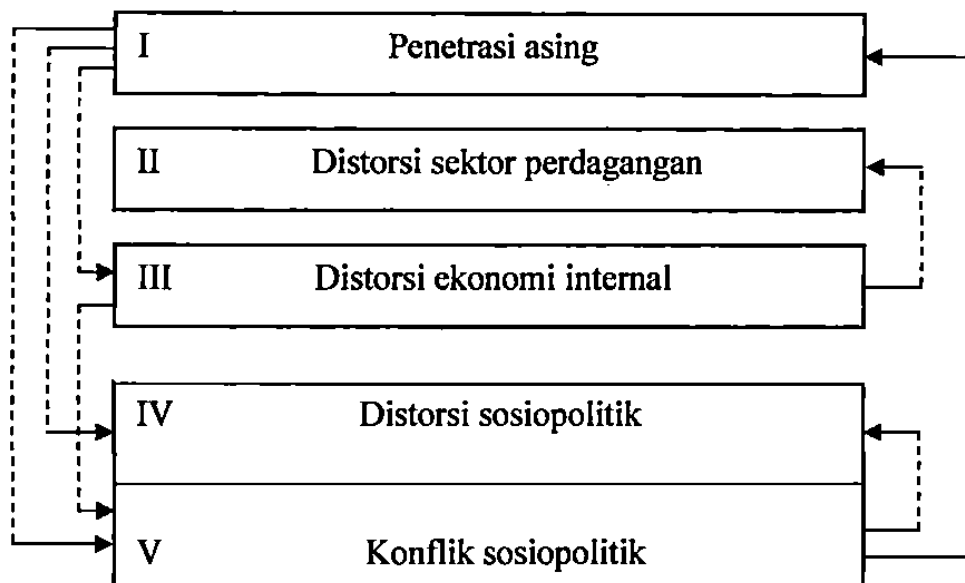 I Penetrasi asing
II Distorsi sektor perdagangan
III Distorsi ekonomi internal
IV Distorsi sosiopolitik
V Konflik sosiopolitik